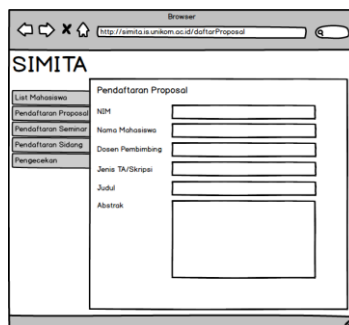 Browser
http://simita.is.unikom.ac.id/daftarProposal
SIMITA
List Mahasiswa
Pendaftaran Proposal
Pendaftaran Seminar
Pendaftaran Sidang
Pengecekan
Pendaftaran Proposal
NIM
Nama Mahasiswa
Dosen Pembimbing
Jenis TA/Skripsi
Judul
Abstrak